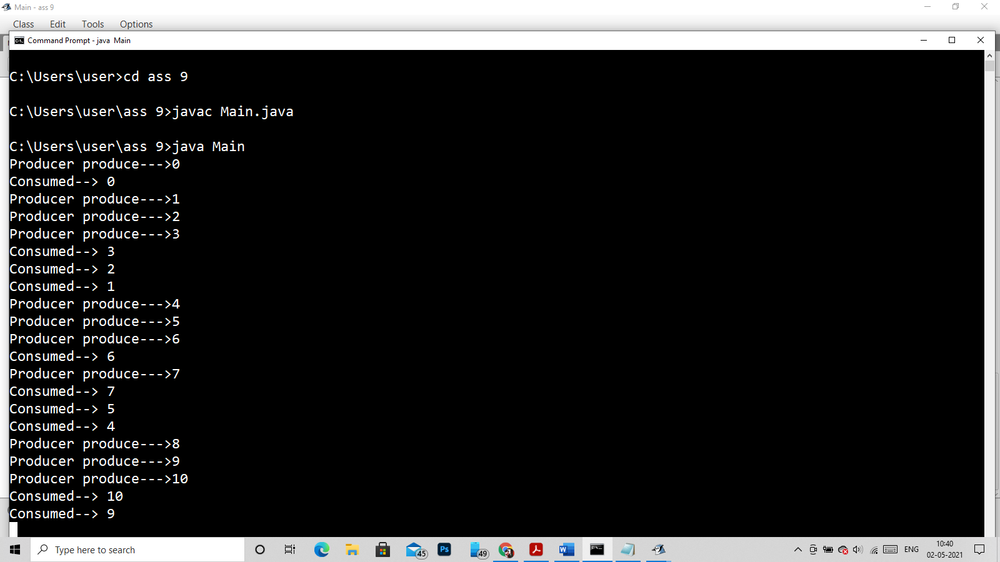 Main - ass 9
Class Edit Tools Options
Command Prompt - java  Main
C:\Users\user>cd ass 9
C:\Users\user\ass 9>javac Main.java
C:\Users\user\ass 9>java Main
Producer produce--->0
Consumed--> 0
Producer produce--->1
Producer produce--->2
Producer produce--->3
Consumed--> 3
Consumed--> 2
Consumed--> 1
Producer produce--->4
Producer produce--->5
Producer produce--->6
Consumed--> 6
Producer produce--->7
Consumed--> 7
Consumed--> 5
Consumed--> 4
Producer produce--->8
Producer produce--->9
Producer produce--->10
Consumed--> 10
Consumed--> 9
Type here to search
45
Ps
49
W
ENG
10:40
02-05-2021